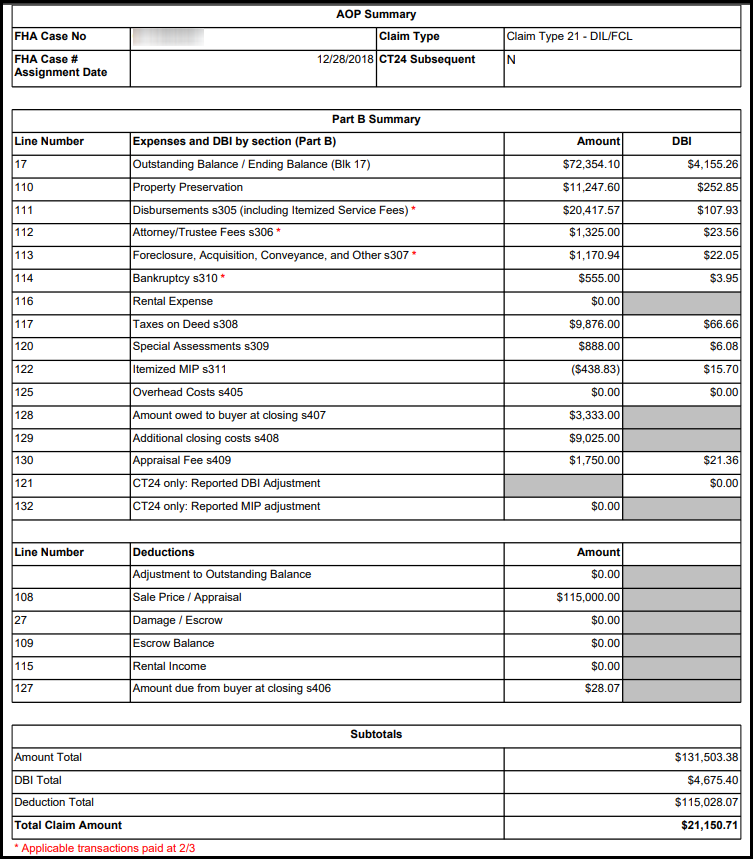 AOP Summary
FHA Case No Claim Type Claim Type 21 - DIL/FCL
FHA Case # Assignment Date 12/28/2018 CT24 Subsequent N
Part B Summary
Line Number Expenses and DBI by section (Part B) Amount DBI
17 Outstanding Balance / Ending Balance (Blk 17) $72,354.10 $4,155.26
110 Property Preservation $11,247.60 $252.85
111 Disbursements s305 (including Itemized Service Fees) * $20,417.57 $107.93
112 Attorney/Trustee Fees s306 * $1,325.00 $23.56
113 Foreclosure, Acquisition, Conveyance, and Other s307 * $1,170.94 $22.05
114 Bankruptcy s310 * $555.00 $3.95
116 Rental Expense $0.00
117 Taxes on Deed s308 $9,876.00 $66.66
120 Special Assessments s309 $888.00 $6.08
122 Itemized MIP s311 ($438.83) $15.70
125 Overhead Costs s405 $0.00 $0.00
128 Amount owed to buyer at closing s407 $3,333.00
129 Additional closing costs s408 $9,025.00
130 Appraisal Fee s409 $1,750.00 $21.36
121 CT24 only: Reported DBI Adjustment $0.00
132 CT24 only: Reported MIP adjustment $0.00
Line Number Deductions Amount
Adjustment to Outstanding Balance $0.00
108 Sale Price / Appraisal $115,000.00
27 Damage / Escrow $0.00
109 Escrow Balance $0.00
115 Rental Income $0.00
127 Amount due from buyer at closing s406 $28.07
Subtotals
Amount Total $131,503.38
DBI Total $4,675.40
Deduction Total $115,028.07
Total Claim Amount $21,150.71
* Applicable transactions paid at 2/3